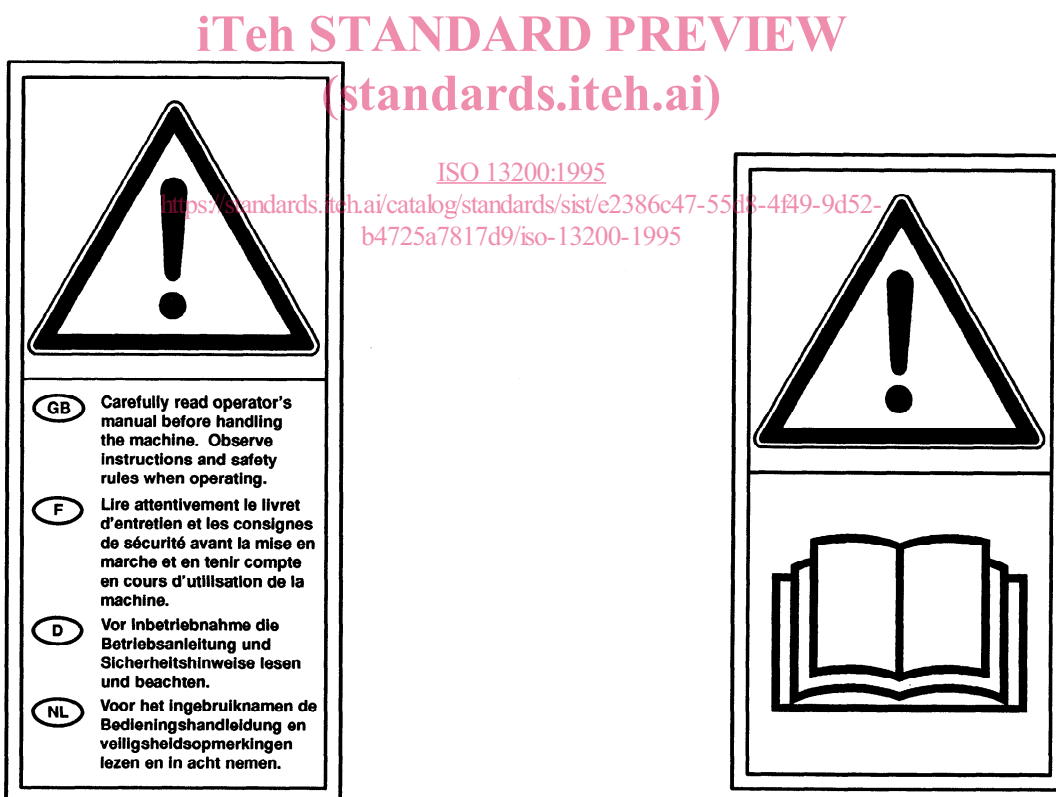 iTeh STANDARD PREVIEW
(standards.iteh.ai)
ISO 13200:1995
https://standards.iteh.ai/catalog/standards/sist/e2386c47-55d8-4f49-9d52-
b4725a7817d9/iso-13200-1995
GB
Carefully read operator's
manual before handling
the machine. Observe
instructions and safety
rules when operating.
F
Lire attentivement le livret
d'entretien et les consignes
de sécurité avant la mise en
marche et en tenir compte
en cours d'utilisation de la
machine.
D
Vor Inbetriebnahme die
Betriebsanleitung und
Sicherheitshinweise lesen
und beachten.
NL
Voor het ingebruiknamen de
Bedieningshandleidung en
veiligsheidsopmerkingen
lezen en in acht nemen.